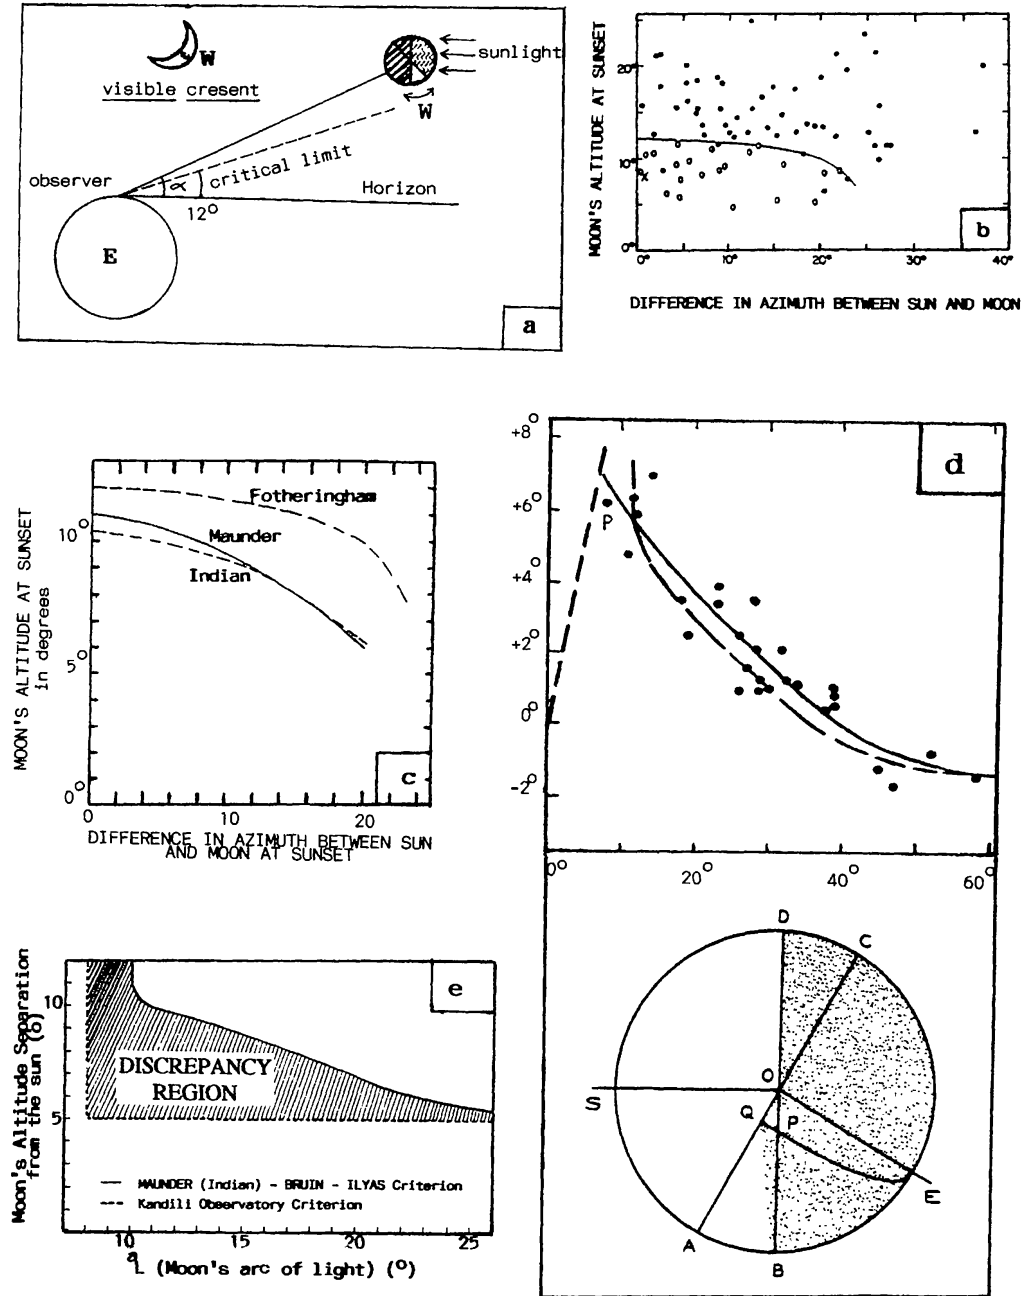 W
visible cresent
sunlight
W
observer
α
critical limit
12°
Horizon
E
a
MOON'S ALTITUDE AT SUNSET
20°
10°
0°
x
b
0° 10° 20° 30° 40°
DIFFERENCE IN AZIMUTH BETWEEN SUN AND MOON
MOON'S ALTITUDE AT SUNSET
in degrees
10°
5°
0°
Fotheringham
Maunder
Indian
c
0 10 20
DIFFERENCE IN AZIMUTH BETWEEN SUN
AND MOON AT SUNSET
+8°
+6°
+4°
+2°
0°
-2°
P
d
0° 20° 40° 60°
D
C
O
S
Q
P
E
A
B
Moon's Altitude Separation
from the sun (°)
10
5
e
DISCREPANCY
REGION
MAUNDER (Indian) - BRUIN - ILYAS Criterion
Kandili Observatory Criterion
10 15 20 25
aL (Moon's arc of light) (°)